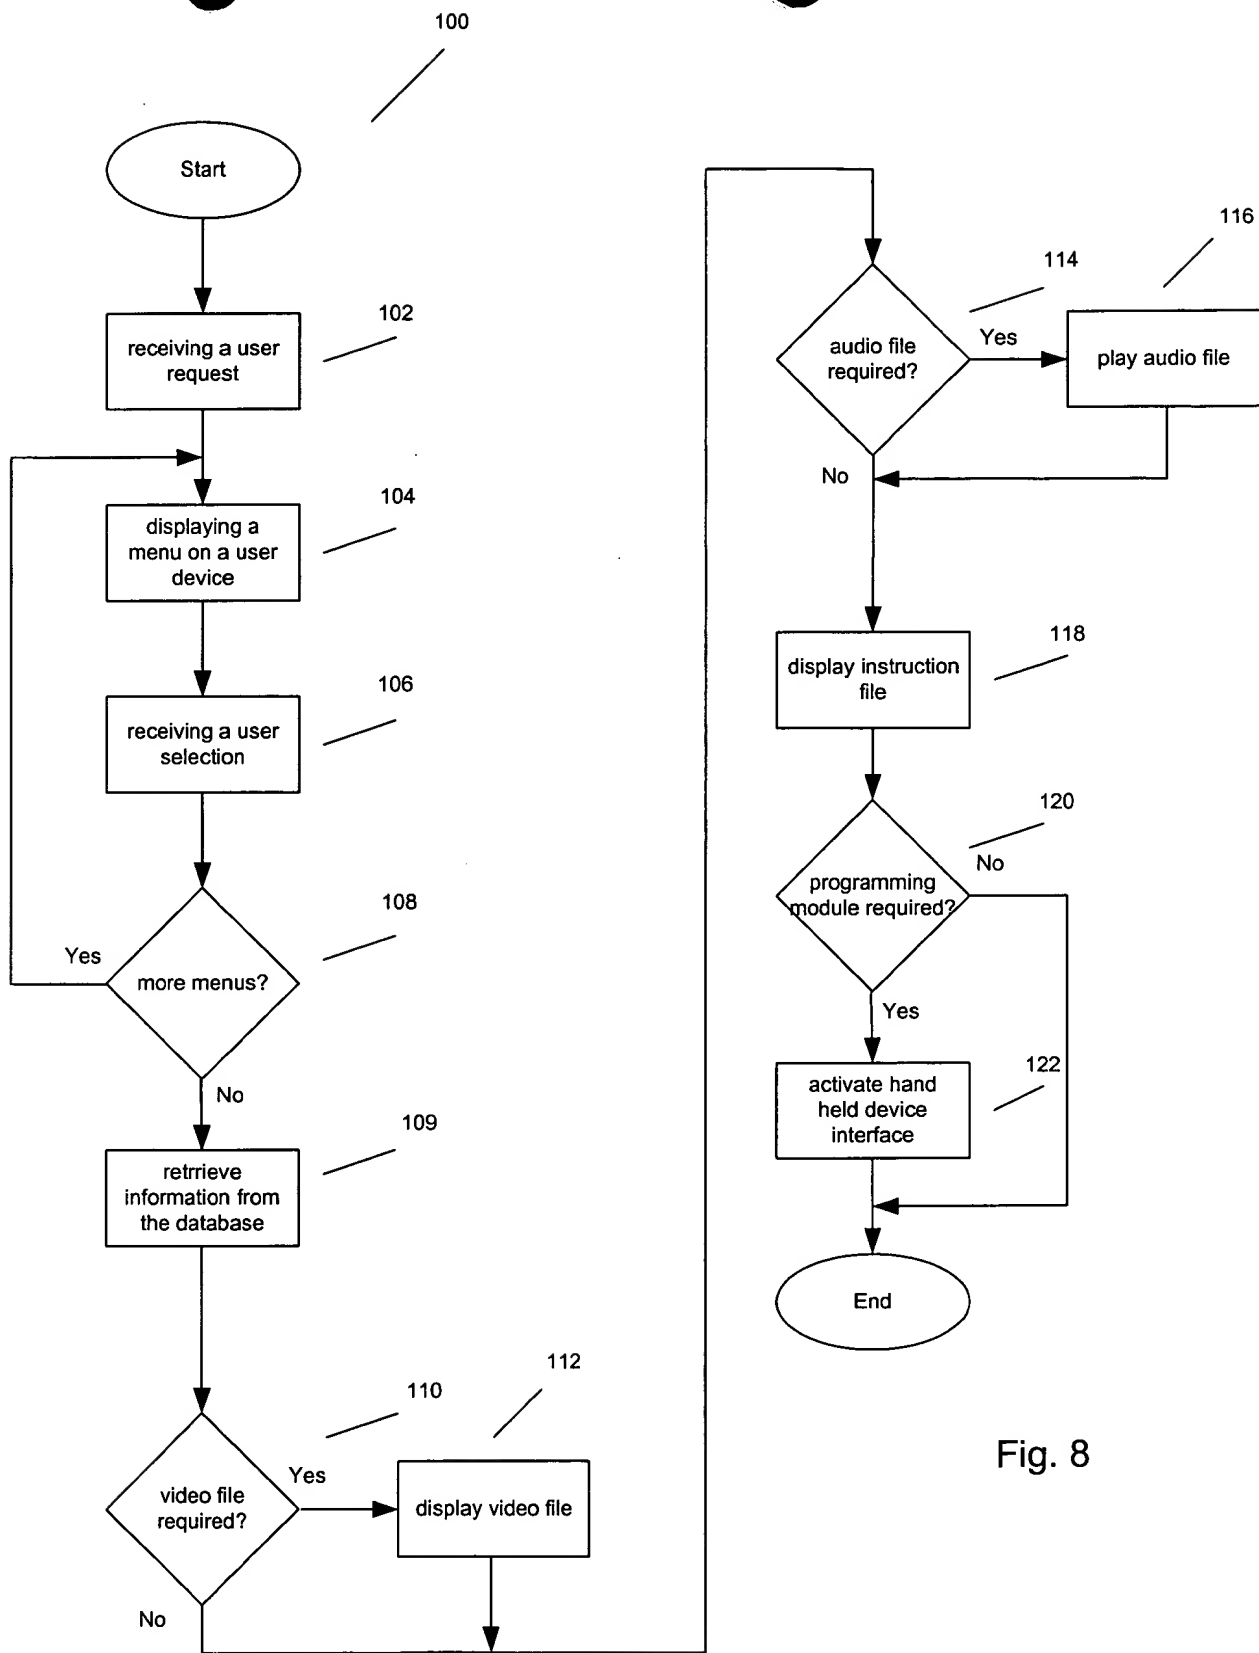 100
Start
102
receiving a user
request
104
displaying a
menu on a user
device
106
receiving a user
selection
108
Yes
more menus?
No
109
retrrieve
information from
the database
110
112
Yes
video file
required?
display video file
No
116
114
Yes
audio file
required?
play audio file
No
118
display instruction
file
120
No
programming
module required?
Yes
122
activate hand
held device
interface
End
Fig. 8